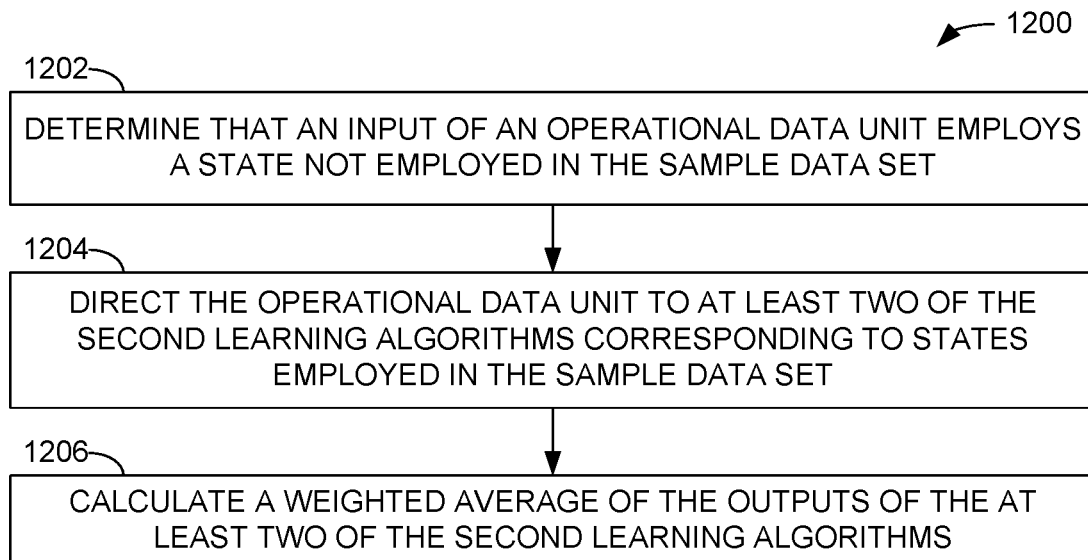 1200
1202
DETERMINE THAT AN INPUT OF AN OPERATIONAL DATA UNIT EMPLOYS
A STATE NOT EMPLOYED IN THE SAMPLE DATA SET
1204
DIRECT THE OPERATIONAL DATA UNIT TO AT LEAST TWO OF THE
SECOND LEARNING ALGORITHMS CORRESPONDING TO STATES
EMPLOYED IN THE SAMPLE DATA SET
1206
CALCULATE A WEIGHTED AVERAGE OF THE OUTPUTS OF THE AT
LEAST TWO OF THE SECOND LEARNING ALGORITHMS